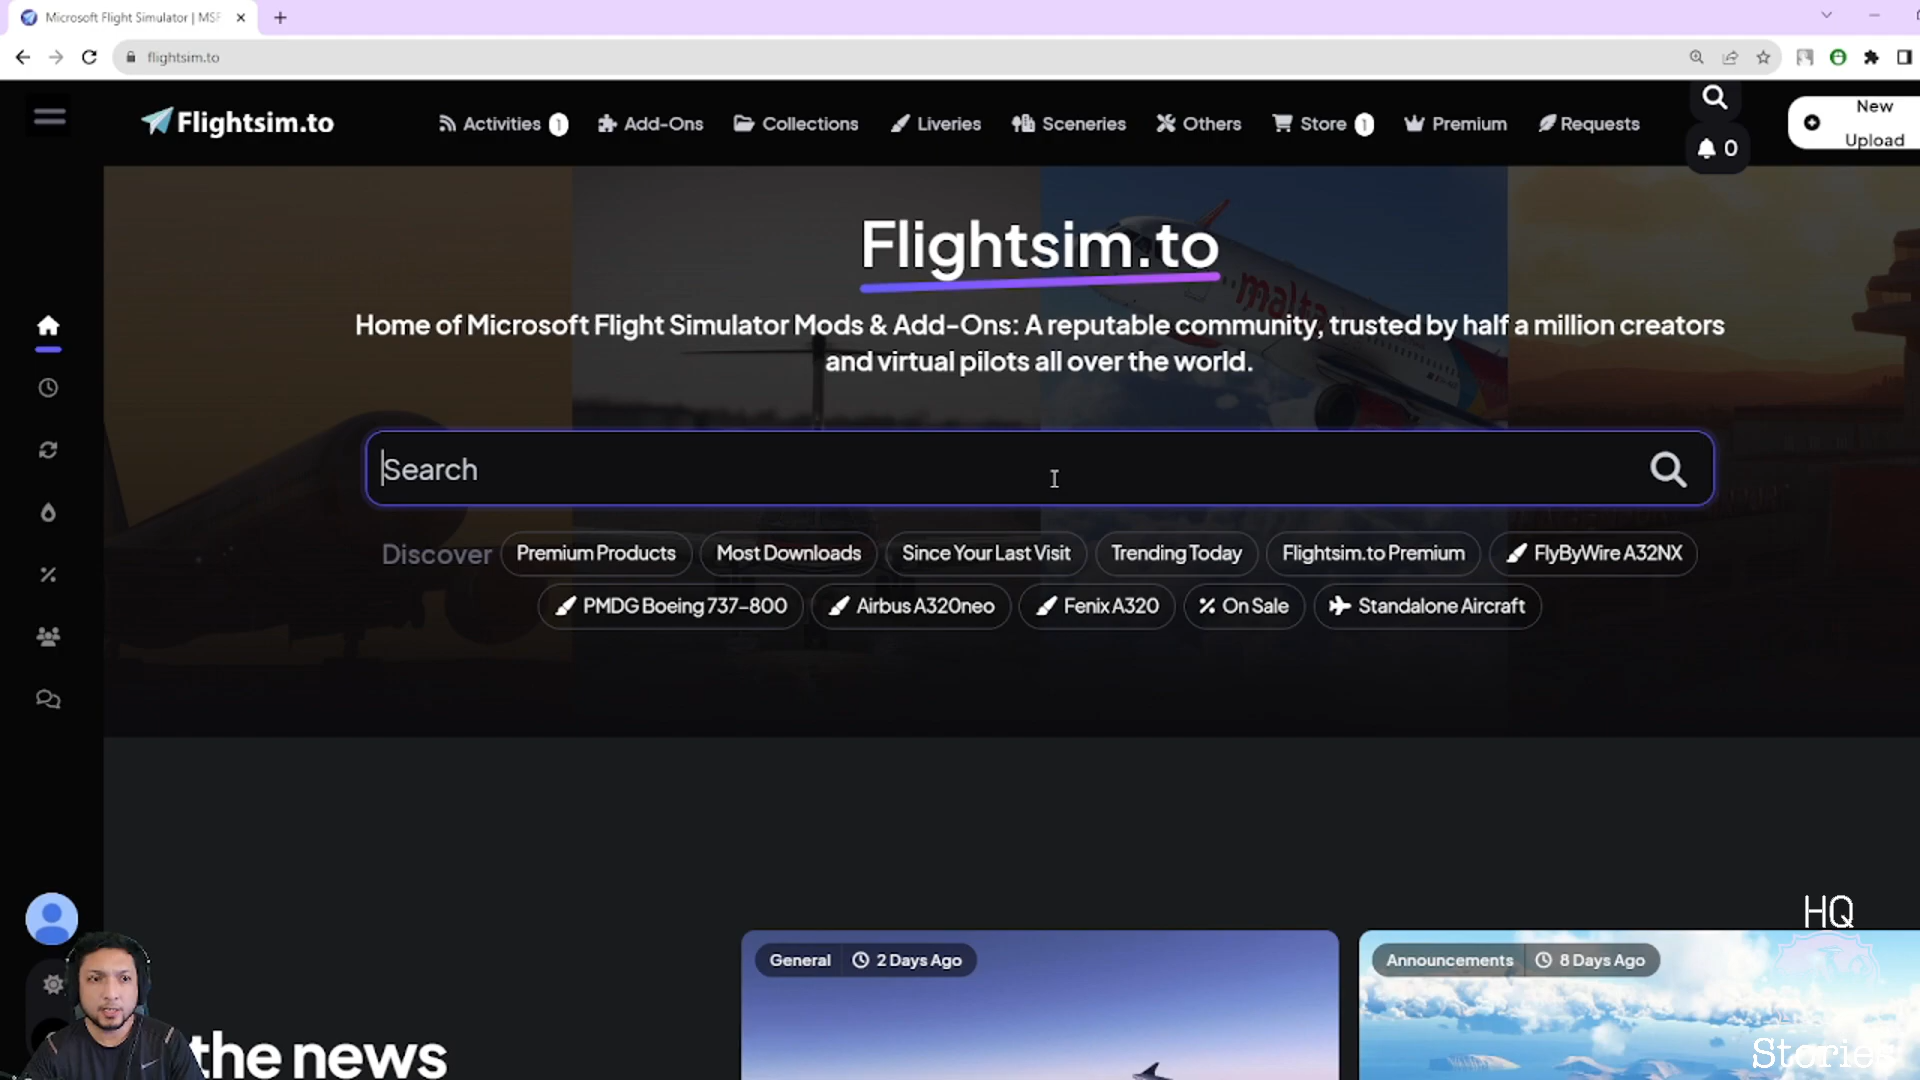 Microsoft Flight Simulator | MSF
flightsim.to
Flightsim.to
Activities 1
Add-Ons
Collections
Liveries
Sceneries
Others
Store 1
Premium
Requests
0
New
Upload
Flightsim.to
malta
Home of Microsoft Flight Simulator Mods & Add-Ons: A reputable community, trusted by half a million creators
and virtual pilots all over the world.
Search
Discover
Premium Products
Most Downloads
Since Your Last Visit
Trending Today
Flightsim.to Premium
FlyByWire A32NX
PMDG Boeing 737-800
Airbus A320neo
Fenix A320
On Sale
Standalone Aircraft
General
2 Days Ago
Announcements
8 Days Ago
the news
HQ
Stories